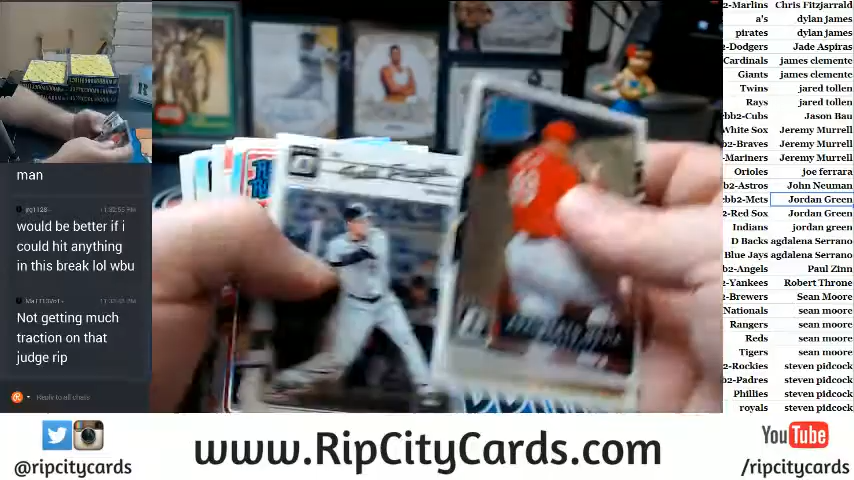 man
would be better if i
could hit anything
in this break lol wbu
Not getting much
traction on that
judge rip
Reply to all chats
@ripcitycards
www.RipCityCards.com
YouTube
/ripcitycards
2-Marlins Chris Fitzjarrald
a's dylan James
pirates dylan James
2-Dodgers Jade Aspiras
Cardinals james clemente
Giants james clemente
Twins jared tollen
Rays jared tollen
bb2-Cubs Jason Bau
White Sox Jeremy Murrell
b2-Braves Jeremy Murrell
-Mariners Jeremy Murrell
Orioles joe ferrara
b2-Astros John Neuman
bb2-Mets Jordan Green
2-Red Sox Jordan Green
Indians jordan green
D Backs agdalena Serrano
Blue Jays agdalena Serrano
b2-Angels Paul Zinn
-Yankees Robert Throne
-Brewers Sean Moore
Nationals sean moore
Rangers sean moore
Reds sean moore
Tigers sean moore
2-Rockies steven pidcock
2-Padres steven pidcock
Phillies steven pidcock
royals steven pidcock